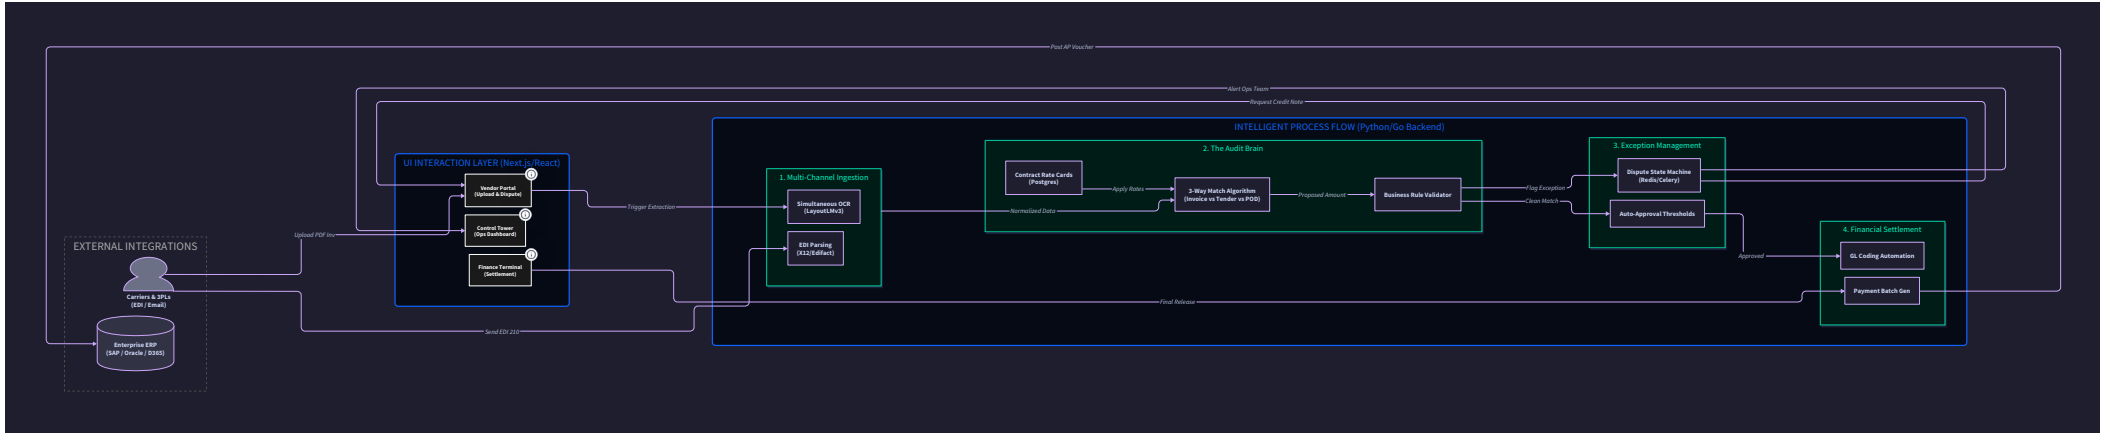 Post AP Voucher
Alert Ops Team
Request Credit Note
INTELLIGENT PROCESS FLOW (Python/Go Backend)
EXTERNAL INTEGRATIONS
Carriers & 3PLs
(EDI / Email)
Enterprise ERP
(SAP / Oracle / D365)
Upload PDF Inv
Send EDI 210
UI INTERACTION LAYER (Next.js/React)
Vendor Portal
(Upload & Dispute)
Control Tower
(Ops Dashboard)
Finance Terminal
(Settlement)
Trigger Extraction
Final Release
1. Multi-Channel Ingestion
Simultaneous OCR
(LayoutLMv3)
EDI Parsing
(X12/Edifact)
Normalized Data
2. The Audit Brain
Contract Rate Cards
(Postgres)
Apply Rates
3-Way Match Algorithm
(Invoice vs Tender vs POD)
Proposed Amount
Business Rule Validator
Flag Exception
Clean Match
3. Exception Management
Dispute State Machine
(Redis/Celery)
Auto-Approval Thresholds
Approved
4. Financial Settlement
GL Coding Automation
Payment Batch Gen